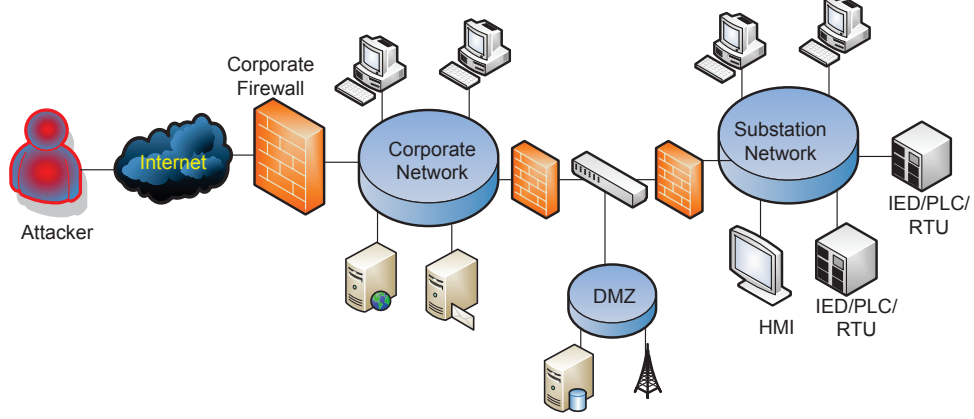 Corporate
Firewall
Internet
Attacker
Corporate
Network
DMZ
Substation
Network
IED/PLC/
RTU
HMI
IED/PLC/
RTU